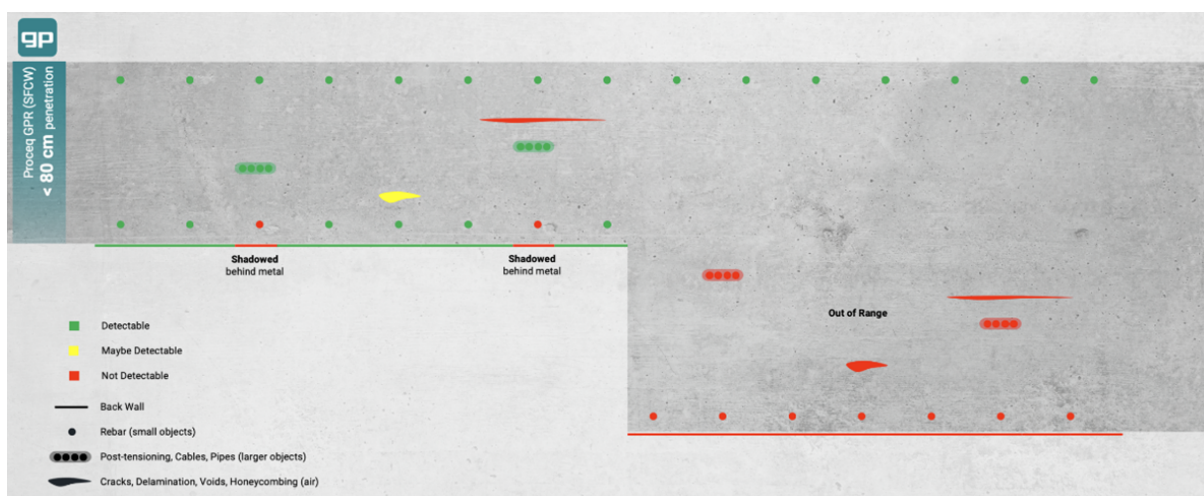 gp
Proceq GPR (SFCW)
< 80 cm penetration
Shadowed
behind metal
Shadowed
behind metal
Out of Range
Detectable
Maybe Detectable
Not Detectable
Back Wall
Rebar (small objects)
Post-tensioning, Cables, Pipes (larger objects)
Cracks, Delamination, Voids, Honeycombing (air)